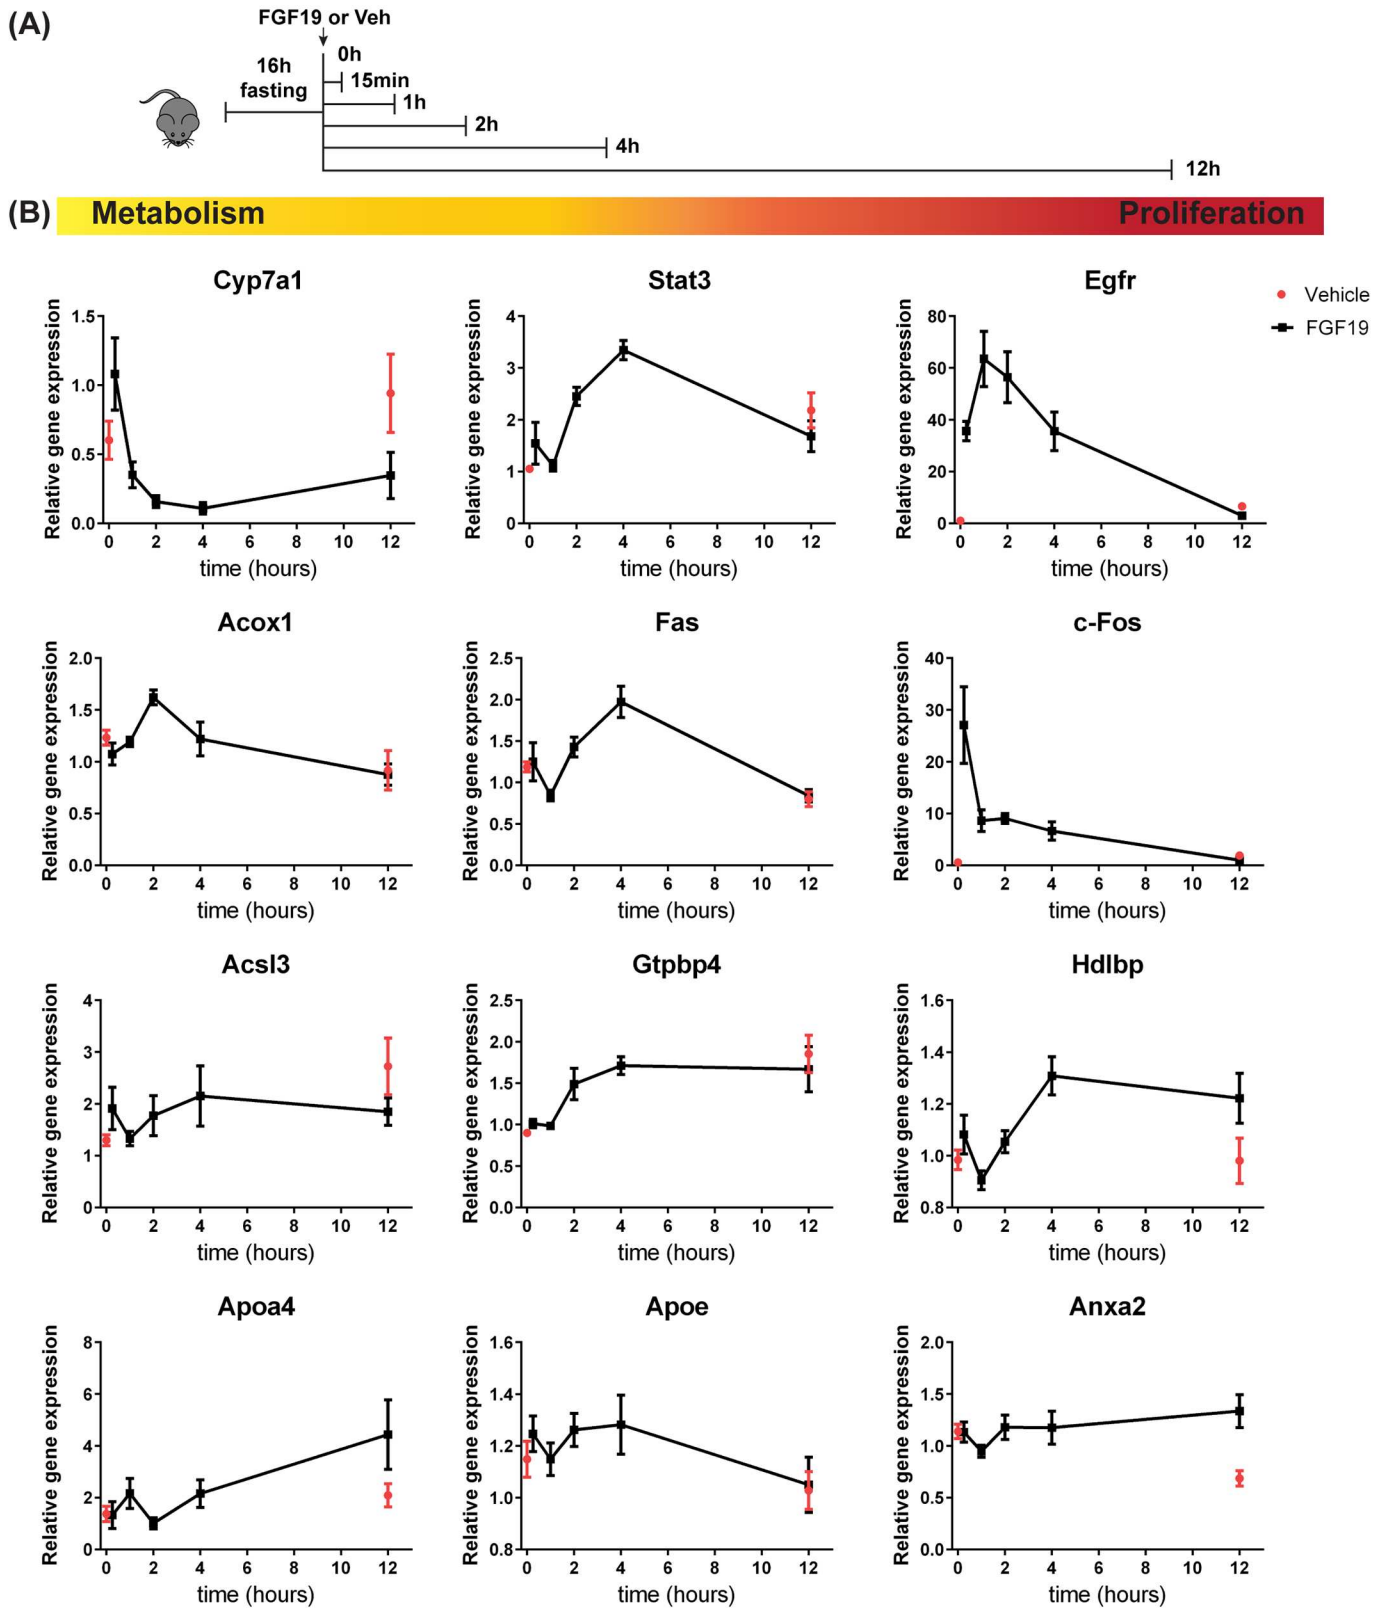 (A)
FGF19 or Veh
0h
16h
fasting
15min
1h
2h
4h
12h
(B)
Metabolism
Proliferation
Cyp7a1
Relative gene expression
1.5
1.0
0.5
0.0
0 2 4 6 8 10 12
time (hours)
Stat3
Relative gene expression
4
3
2
1
0
0 2 4 6 8 10 12
time (hours)
Egfr
Relative gene expression
80
60
40
20
0
0 2 4 6 8 10 12
time (hours)
Vehicle
FGF19
Acox1
Relative gene expression
2.0
1.5
1.0
0.5
0.0
0 2 4 6 8 10 12
time (hours)
Fas
Relative gene expression
2.5
2.0
1.5
1.0
0.5
0.0
0 2 4 6 8 10 12
time (hours)
c-Fos
Relative gene expression
40
30
20
10
0
0 2 4 6 8 10 12
time (hours)
Acsl3
Relative gene expression
4
3
2
1
0
0 2 4 6 8 10 12
time (hours)
Gtpbp4
Relative gene expression
2.5
2.0
1.5
1.0
0.5
0.0
0 2 4 6 8 10 12
time (hours)
Hdlbp
Relative gene expression
1.6
1.4
1.2
1.0
0.8
0 2 4 6 8 10 12
time (hours)
Apoa4
Relative gene expression
8
6
4
2
0
0 2 4 6 8 10 12
time (hours)
Apoe
Relative gene expression
1.6
1.4
1.2
1.0
0.8
0 2 4 6 8 10 12
time (hours)
Anxa2
Relative gene expression
2.0
1.5
1.0
0.5
0.0
0 2 4 6 8 10 12
time (hours)